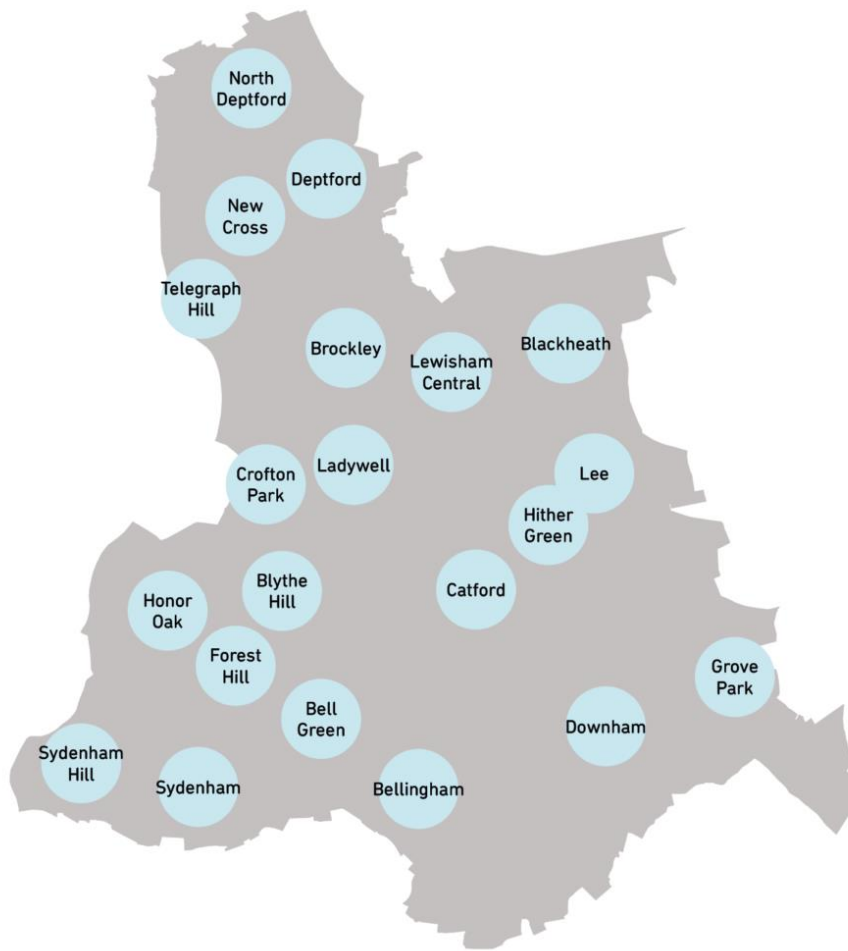 North
Deptford
Deptford
New
Cross
Telegraph
Hill
Brockley
Lewisham
Central
Blackheath
Ladywell
Crofton
Park
Lee
Hither
Green
Blythe
Hill
Catford
Honor
Oak
Forest
Hill
Grove
Park
Bell
Green
Downham
Sydenham
Hill
Sydenham
Bellingham